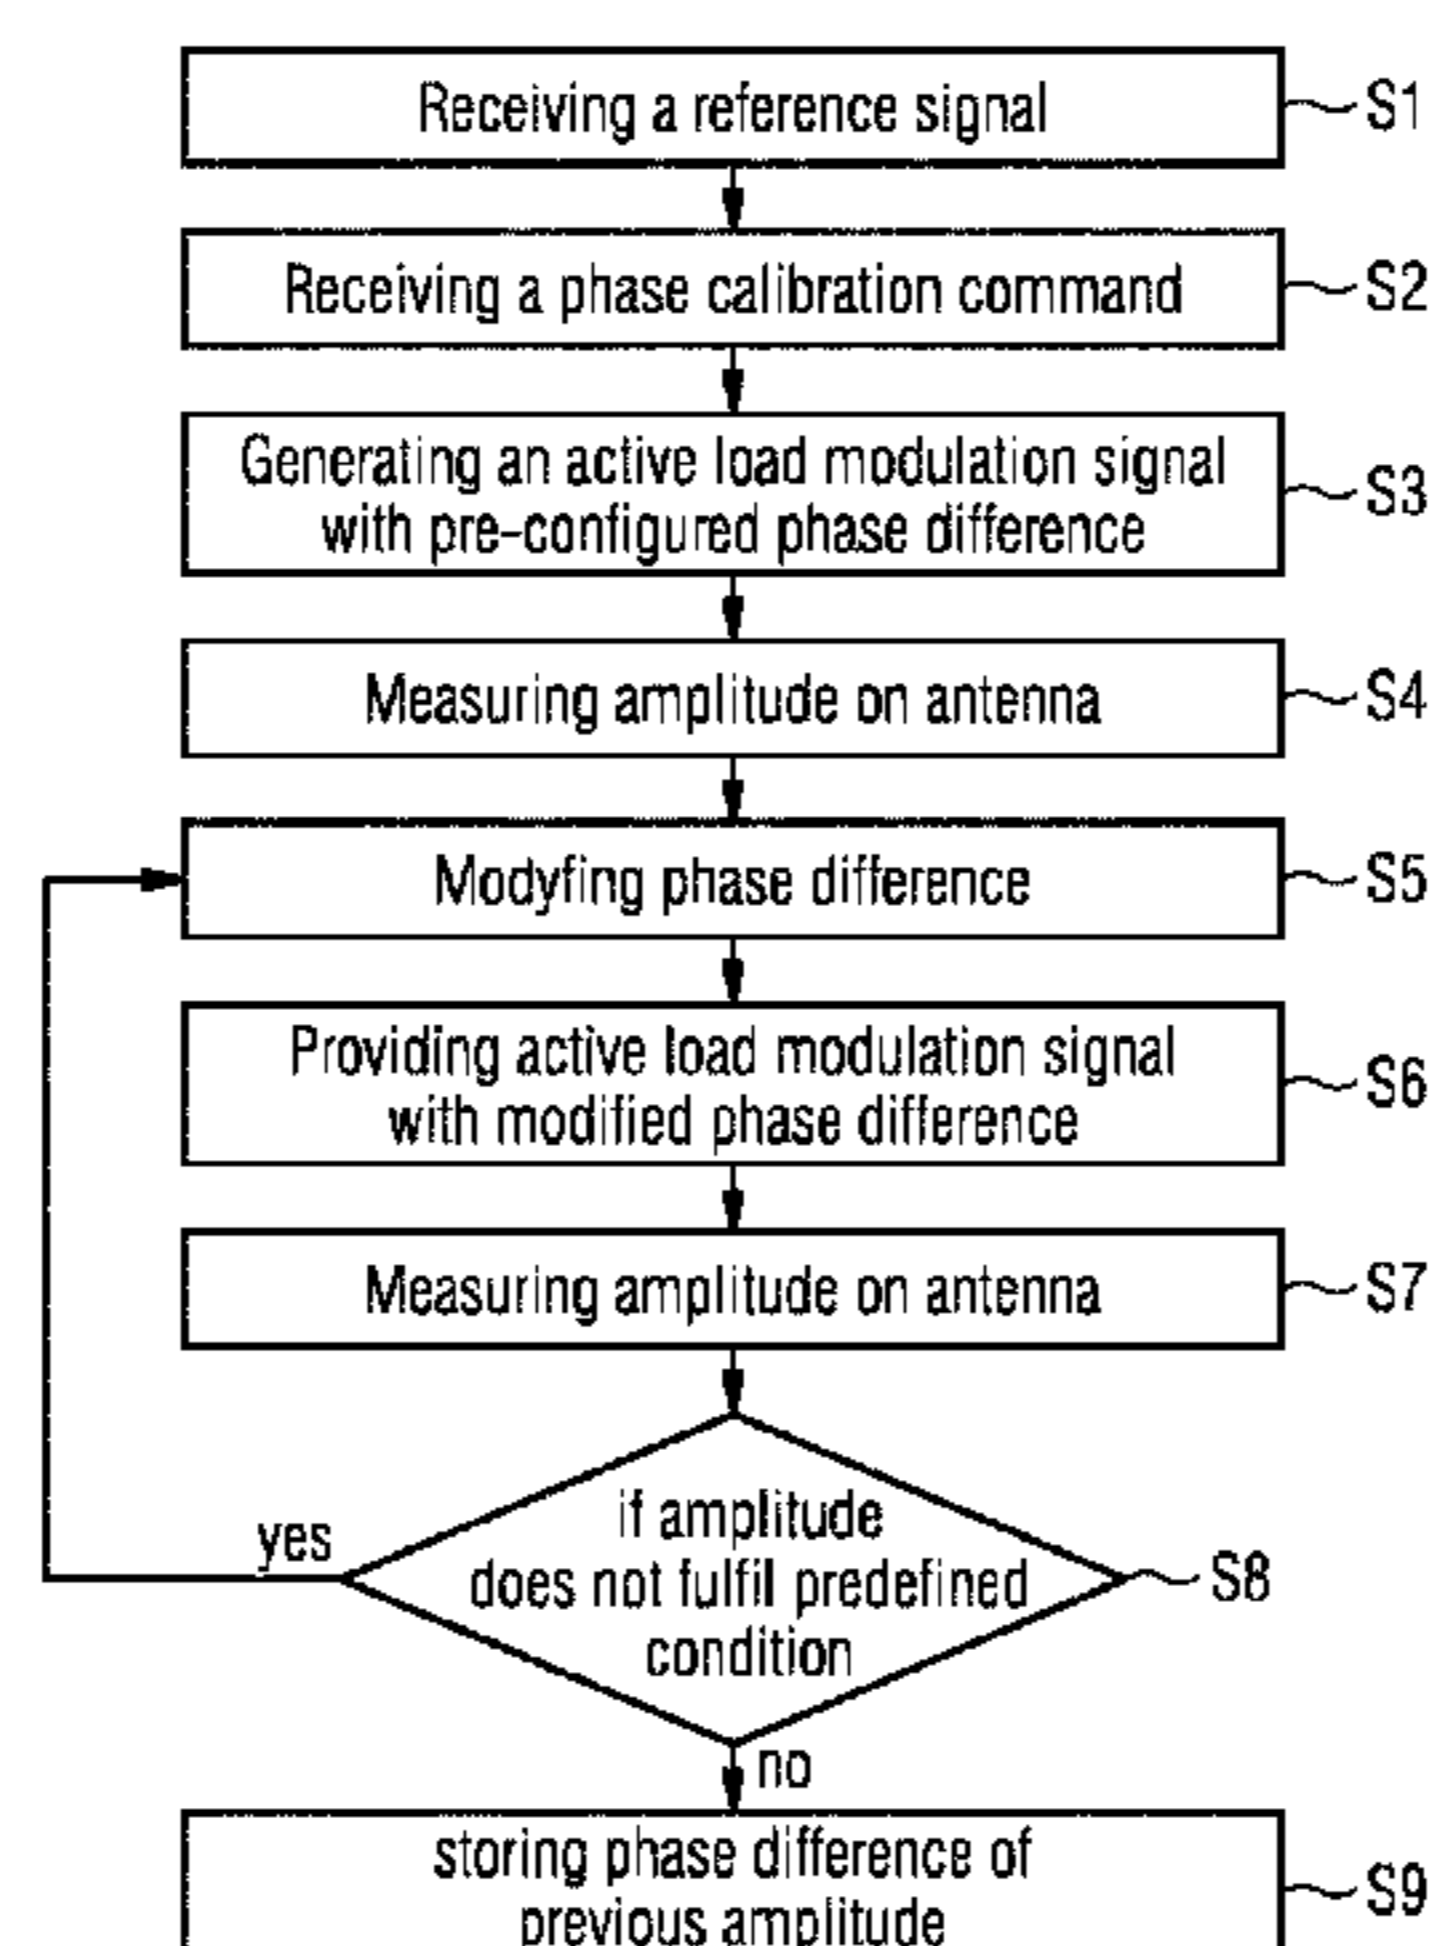 Receiving a reference signal
S1
Receiving a phase calibration command
S2
Generating an active load modulation signal
with pre-configured phase difference
S3
Measuring amplitude on antenna
S4
Modyfing phase difference
S5
Providing active load modulation signal
with modified phase difference
S6
Measuring amplitude on antenna
S7
if amplitude
does not fulfil predefined
condition
S8
yes
no
storing phase difference of
previous amplitude
S9